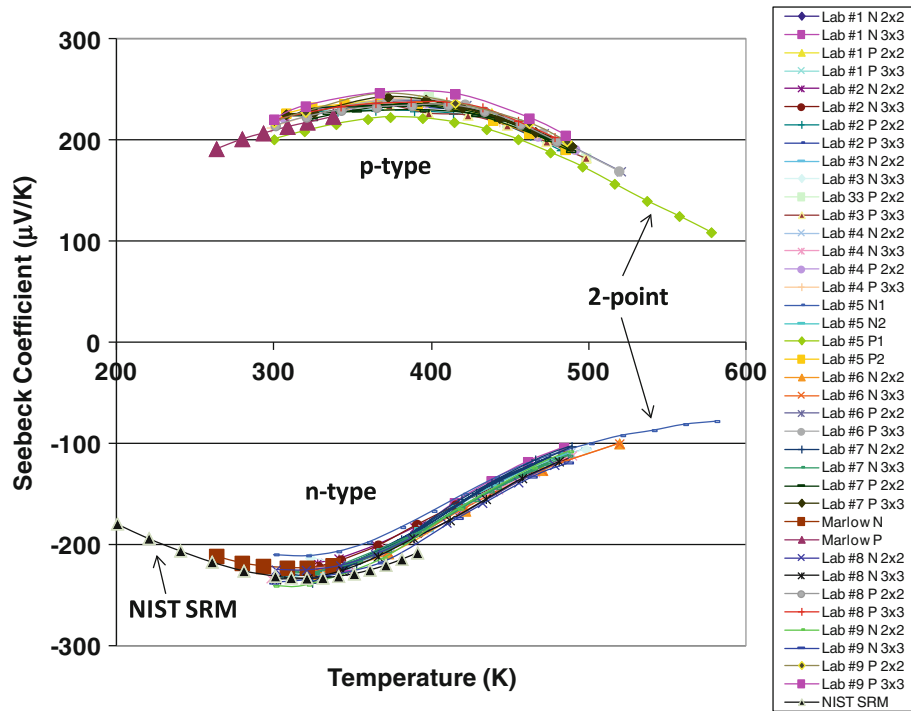 300
200
100
0
-100
-200
-300
200
300
400
500
600
Seebeck Coefficient (µV/K)
Temperature (K)
p-type
2-point
n-type
NIST SRM
Lab #1 N 2x2
Lab #1 N 3x3
Lab #1 P 2x2
Lab #1 P 3x3
Lab #2 N 2x2
Lab #2 N 3x3
Lab #2 P 2x2
Lab #2 P 3x3
Lab #3 N 2x2
Lab #3 N 3x3
Lab 33 P 2x2
Lab #3 P 3x3
Lab #4 N 2x2
Lab #4 N 3x3
Lab #4 P 2x2
Lab #4 P 3x3
Lab #5 N1
Lab #5 N2
Lab #5 P1
Lab #5 P2
Lab #6 N 2x2
Lab #6 N 3x3
Lab #6 P 2x2
Lab #6 P 3x3
Lab #7 N 2x2
Lab #7 N 3x3
Lab #7 P 2x2
Lab #7 P 3x3
Marlow N
Marlow P
Lab #8 N 2x2
Lab #8 N 3x3
Lab #8 P 2x2
Lab #8 P 3x3
Lab #9 N 2x2
Lab #9 N 3x3
Lab #9 P 2x2
Lab #9 P 3x3
NIST SRM